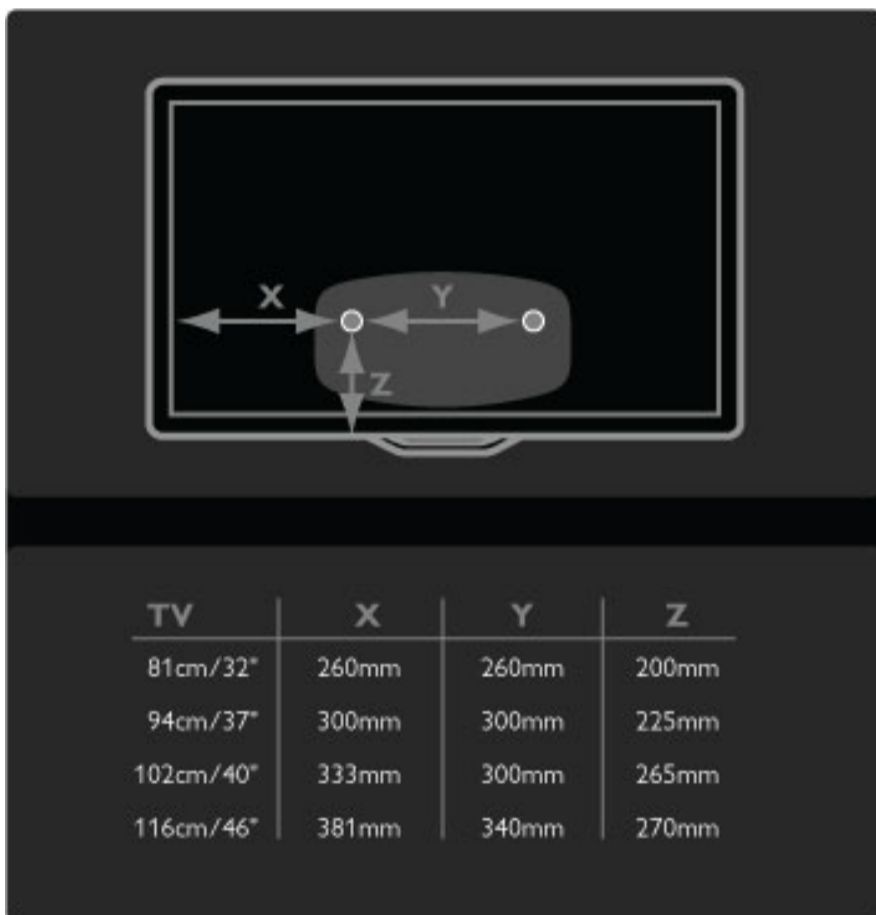 X Y
Z
TV X Y Z
81cm/32" 260mm 260mm 200mm
94cm/37" 300mm 300mm 225mm
102cm/40" 333mm 300mm 265mm
116cm/46" 381mm 340mm 270mm